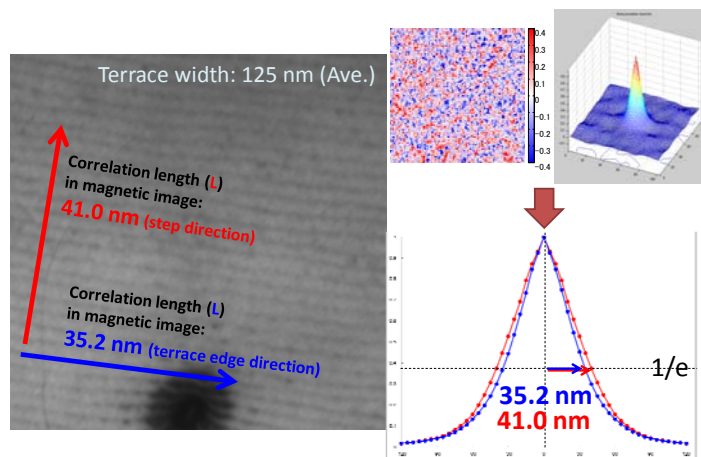 Terrace width: 125 nm (Ave.)
Correlation length (L)
in magnetic image:
41.0 nm (step direction)
Correlation length (L)
in magnetic image:
35.2 nm (terrace edge direction)
0.4
0.3
0.2
0.1
0
−0.1
−0.2
−0.3
−0.4
1/e
35.2 nm
41.0 nm